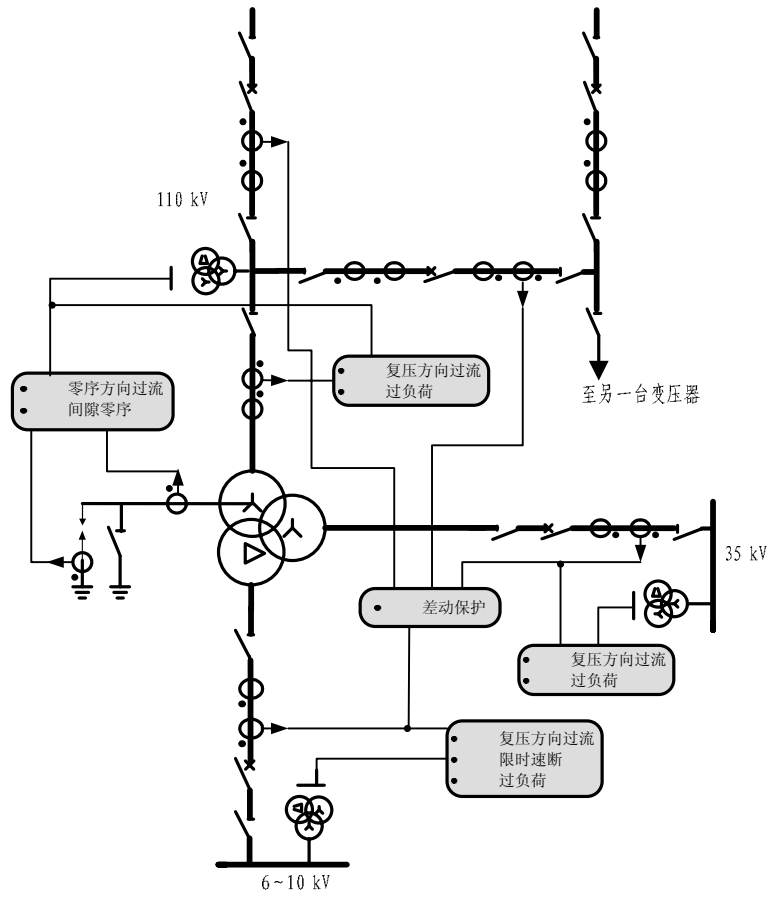 110 kV
复压方向过流
过负荷
零序方向过流
间隙零序
至另一台变压器
35 kV
差动保护
复压方向过流
过负荷
复压方向过流
限时速断
过负荷
6~10 kV